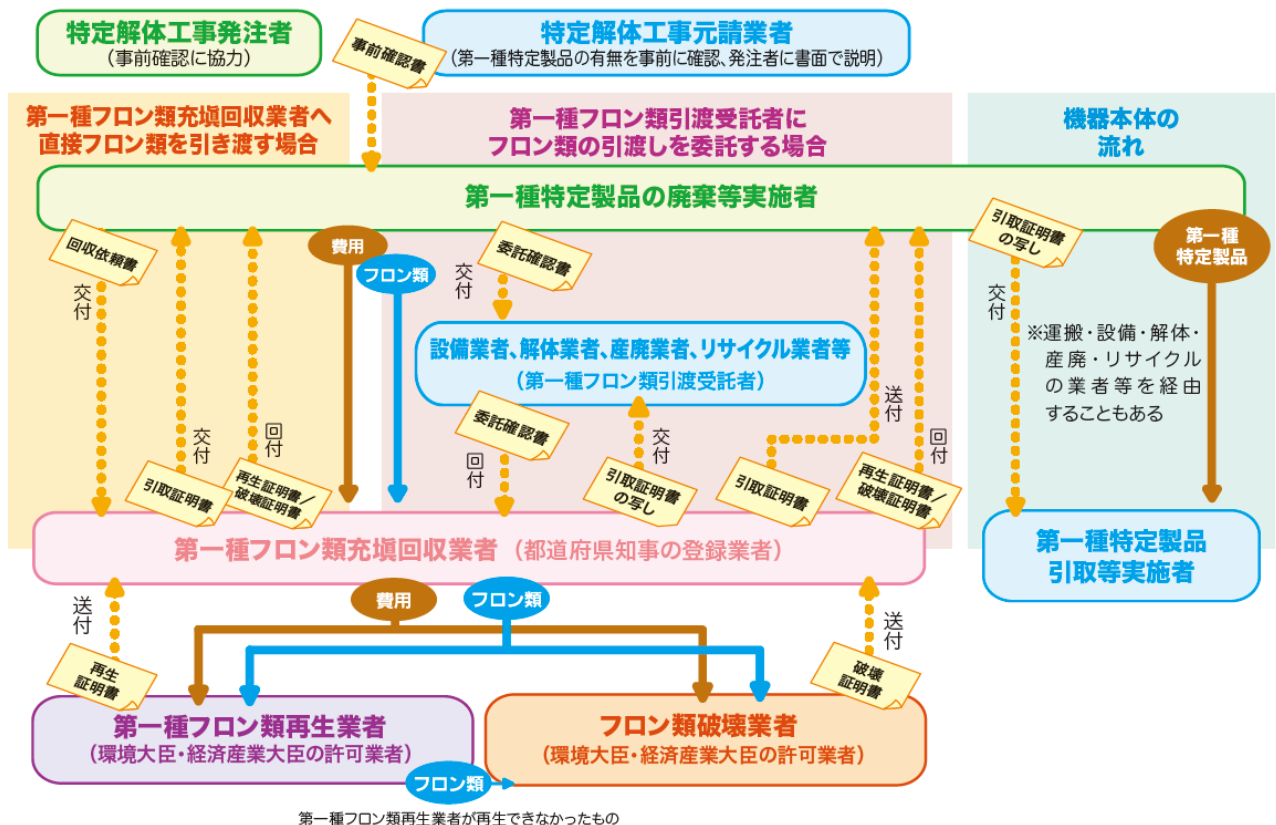 特定解体工事発注者
（事前確認に協力）
事前確認書
特定解体工事元請業者
（第一種特定製品の有無を事前に確認、発注者に書面で説明）
第一種フロン類充塡回収業者へ
直接フロン類を引き渡す場合
第一種フロン類引渡受託者に
フロン類の引渡しを委託する場合
機器本体の
流れ
第一種特定製品の廃棄等実施者
回収依頼書
交付
引取証明書
交付
再生証明書／
破壊証明書
回付
費用
フロン類
委託確認書
交付
設備業者、解体業者、産廃業者、リサイクル業者等
（第一種フロン類引渡受託者）
委託確認書
回付
引取証明書
の写し
交付
引取証明書
送付
再生証明書／
破壊証明書
回付
引取証明書
の写し
交付
第一種
特定製品
※運搬・設備・解体・
産廃・リサイクル
の業者等を経由
することもある
第一種フロン類充塡回収業者（都道府県知事の登録業者）
第一種特定製品
引取等実施者
費用
フロン類
送付
再生
証明書
送付
破壊
証明書
第一種フロン類再生業者
（環境大臣・経済産業大臣の許可業者）
フロン類破壊業者
（環境大臣・経済産業大臣の許可業者）
フロン類
第一種フロン類再生業者が再生できなかったもの